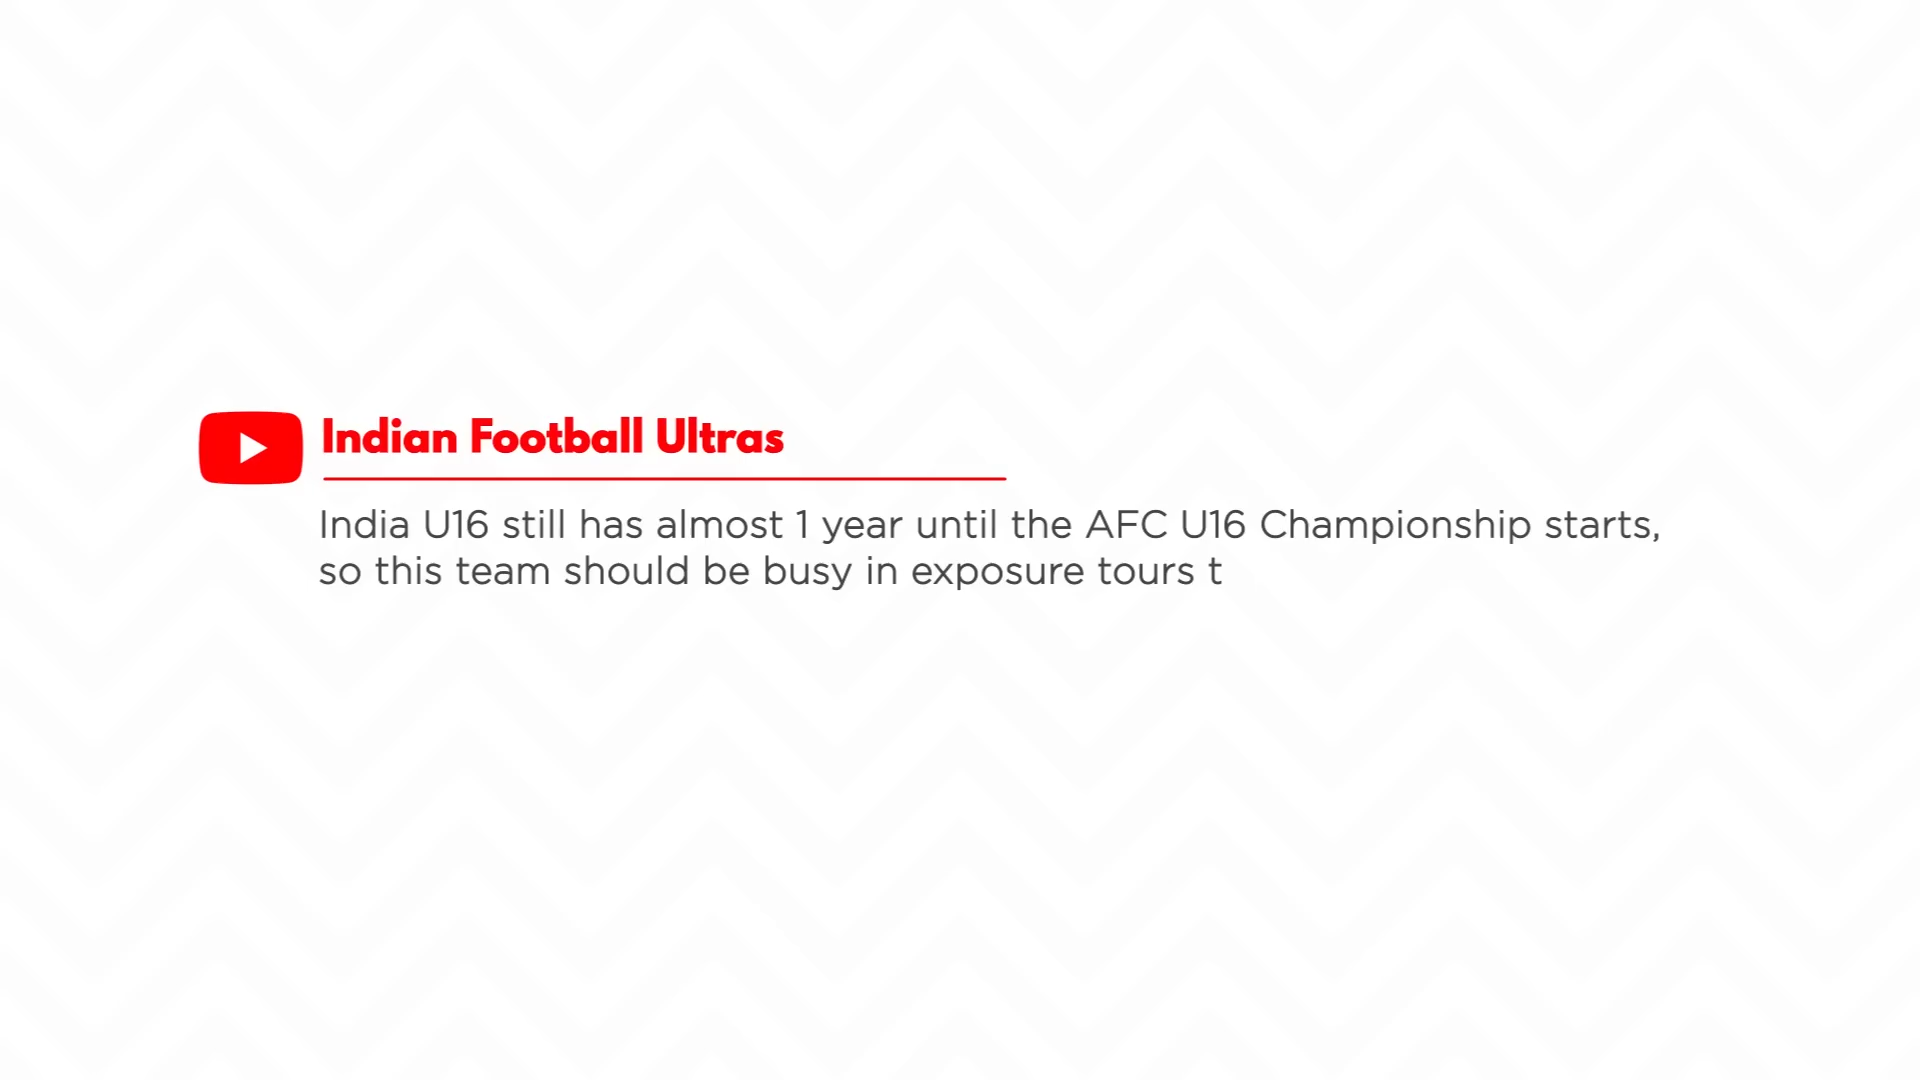 Indian Football Ultras
India U16 still has almost 1 year until the AFC U16 Championship starts,
so this team should be busy in exposure tours t